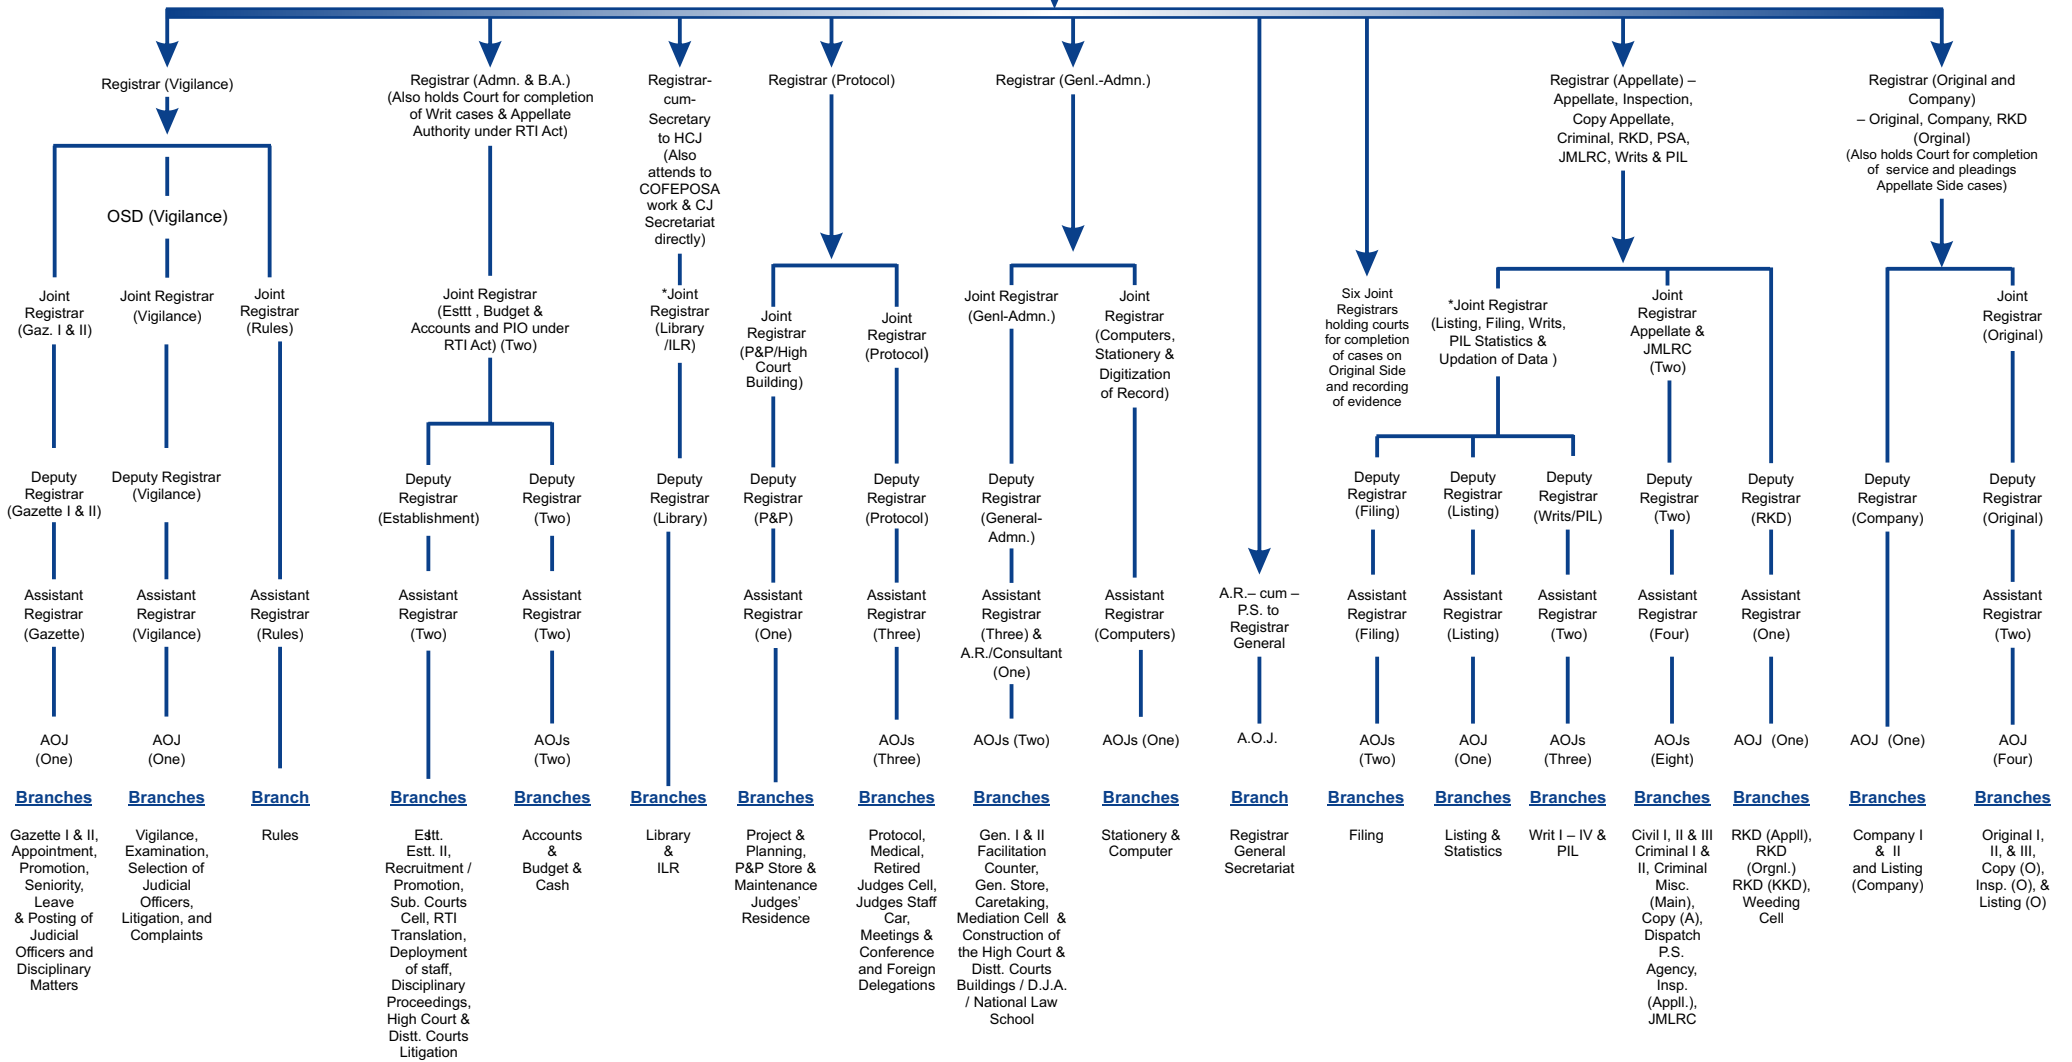 Registrar (Vigilance)
OSD (Vigilance)
Joint
Registrar
(Gaz. I & II)
Joint Registrar
(Vigilance)
Joint
Registrar
(Rules)
Deputy
Registrar
(Gazette I & II)
Deputy Registrar
(Vigilance)
Assistant
Registrar
(Gazette)
Assistant
Registrar
(Vigilance)
Assistant
Registrar
(Rules)
AOJ
(One)
AOJ
(One)
Branches
Gazette I & II,
Appointment,
Promotion,
Seniority,
Leave
& Posting of
Judicial
Officers and
Disciplinary
Matters
Branches
Vigilance,
Examination,
Selection of
Judicial
Officers,
Litigation, and
Complaints
Branch
Rules
Registrar (Admn. & B.A.)
(Also holds Court for completion
of Writ cases & Appellate
Authority under RTI Act)
Joint Registrar
(Esttt , Budget &
Accounts and PIO under
RTI Act) (Two)
Deputy
Registrar
(Establishment)
Deputy
Registrar
(Two)
Assistant
Registrar
(Two)
Assistant
Registrar
(Two)
AOJs
(Two)
Branches
Estt.
Estt. II,
Recruitment /
Promotion,
Sub. Courts
Cell, RTI
Translation,
Deployment
of staff,
Disciplinary
Proceedings,
High Court &
Distt. Courts
Litigation
Branches
Accounts
&
Budget &
Cash
Registrar-
cum-
Secretary
to HCJ
(Also
attends to
COFEPOSA
work & CJ
Secretariat
directly)
*Joint
Registrar
(Library
/ILR)
Deputy
Registrar
(Library)
Branches
Library
&
ILR
Registrar (Protocol)
Joint
Registrar
(P&P/High
Court
Building)
Joint
Registrar
(Protocol)
Deputy
Registrar
(P&P)
Deputy
Registrar
(Protocol)
Assistant
Registrar
(One)
Assistant
Registrar
(Three)
AOJs
(Three)
Branches
Project &
Planning,
P&P Store &
Maintenance
Judges’
Residence
Branches
Protocol,
Medical,
Retired
Judges Cell,
Judges Staff
Car,
Meetings &
Conference
and Foreign
Delegations
Registrar (Genl.-Admn.)
Joint Registrar
(Genl-Admn.)
Joint
Registrar
(Computers,
Stationery &
Digitization
of Record)
Deputy
Registrar
(General-
Admn.)
Assistant
Registrar
(Three) &
A.R./Consultant
(One)
Assistant
Registrar
(Computers)
AOJs (Two)
AOJs (One)
Branches
Gen. I & II
Facilitation
Counter,
Gen. Store,
Caretaking,
Mediation Cell &
Construction of
the High Court &
Distt. Courts
Buildings / D.J.A.
/ National Law
School
Branches
Stationery &
Computer
A.R.– cum –
P.S. to
Registrar
General
A.O.J.
Branch
Registrar
General
Secretariat
Six Joint
Registrars
holding courts
for completion
of cases on
Original Side
and recording
of evidence
Registrar (Appellate) –
Appellate, Inspection,
Copy Appellate,
Criminal, RKD, PSA,
JMLRC, Writs & PIL
*Joint Registrar
(Listing, Filing, Writs,
PIL Statistics &
Updation of Data )
Joint
Registrar
Appellate &
JMLRC
(Two)
Deputy
Registrar
(Filing)
Deputy
Registrar
(Listing)
Deputy
Registrar
(Writs/PIL)
Deputy
Registrar
(Two)
Deputy
Registrar
(RKD)
Assistant
Registrar
(Filing)
Assistant
Registrar
(Listing)
Assistant
Registrar
(Two)
Assistant
Registrar
(Four)
Assistant
Registrar
(One)
AOJs
(Two)
AOJ
(One)
AOJs
(Three)
AOJs
(Eight)
AOJ (One)
Branches
Filing
Branches
Listing &
Statistics
Branches
Writ I – IV &
PIL
Branches
Civil I, II & III
Criminal I &
II, Criminal
Misc.
(Main),
Copy (A),
Dispatch
P.S.
Agency,
Insp.
(Appll.),
JMLRC
Branches
RKD (Appll),
RKD
(Orgnl.)
RKD (KKD),
Weeding
Cell
Registrar (Original and
Company)
– Original, Company, RKD
(Orginal)
(Also holds Court for completion
of service and pleadings
Appellate Side cases)
Joint
Registrar
(Original)
Deputy
Registrar
(Company)
Deputy
Registrar
(Original)
Assistant
Registrar
(Two)
AOJ (One)
AOJ
(Four)
Branches
Company I
& II
and Listing
(Company)
Branches
Original I,
II, & III,
Copy (O),
Insp. (O), &
Listing (O)